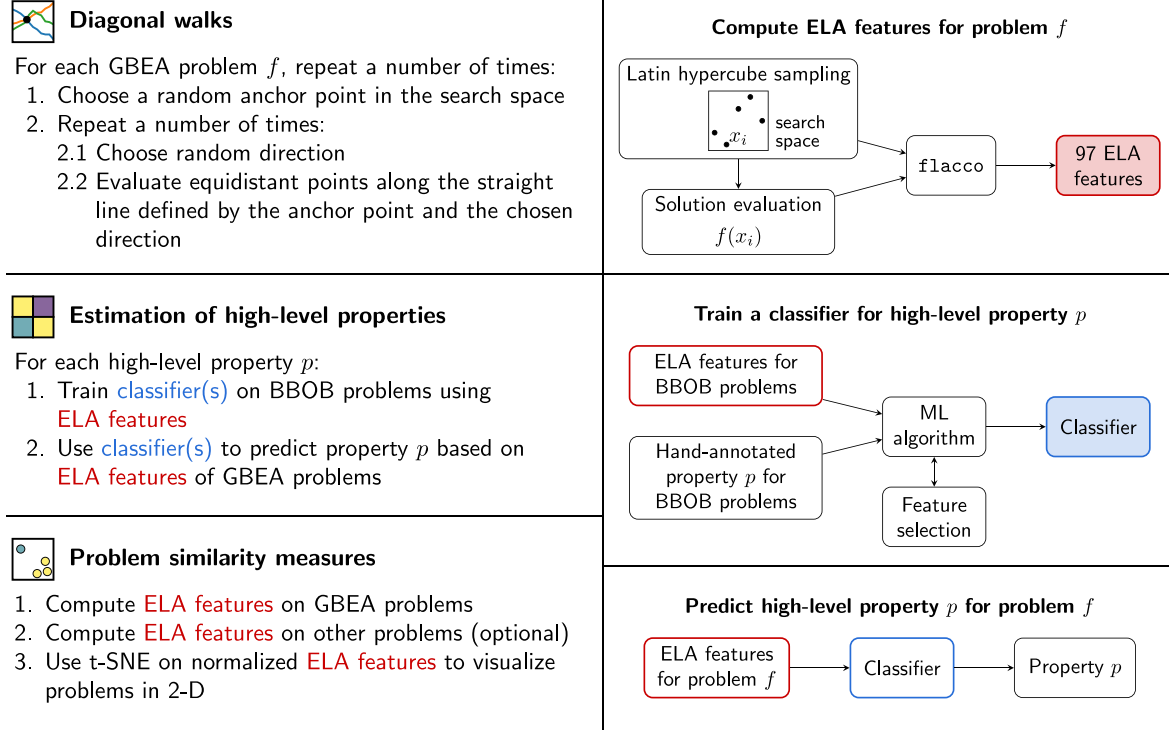 Diagonal walks
For each GBEA problem f, repeat a number of times:
1. Choose a random anchor point in the search space
2. Repeat a number of times:
2.1 Choose random direction
2.2 Evaluate equidistant points along the straight
line defined by the anchor point and the chosen
direction
Estimation of high-level properties
For each high-level property p:
1. Train classifier(s) on BBOB problems using
ELA features
2. Use classifier(s) to predict property p based on
ELA features of GBEA problems
Problem similarity measures
1. Compute ELA features on GBEA problems
2. Compute ELA features on other problems (optional)
3. Use t-SNE on normalized ELA features to visualize
problems in 2-D
Compute ELA features for problem f
Latin hypercube sampling
x_i
search
space
Solution evaluation
f(x_i)
flacco
97 ELA
features
Train a classifier for high-level property p
ELA features for
BBOB problems
Hand-annotated
property p for
BBOB problems
ML
algorithm
Feature
selection
Classifier
Predict high-level property p for problem f
ELA features
for problem f
Classifier
Property p